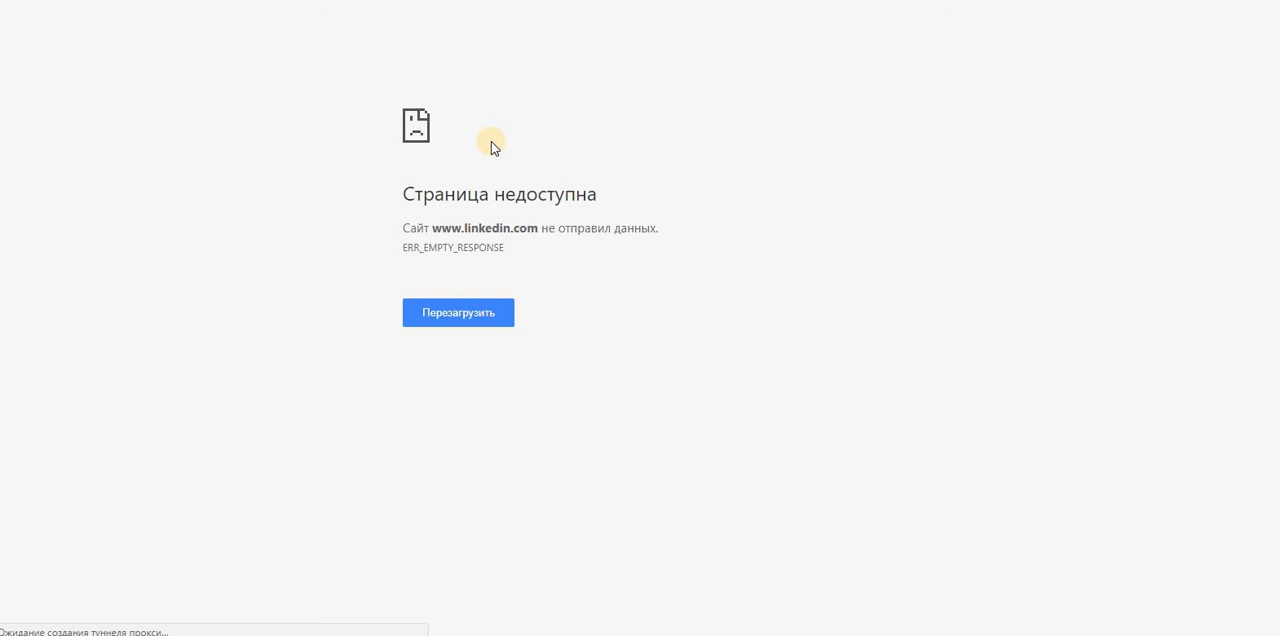 Страница недоступна
Сайт www.linkedin.com не отправил данных.
ERR_EMPTY_RESPONSE
Перезагрузить
Ожидание создания туннеля прокси...